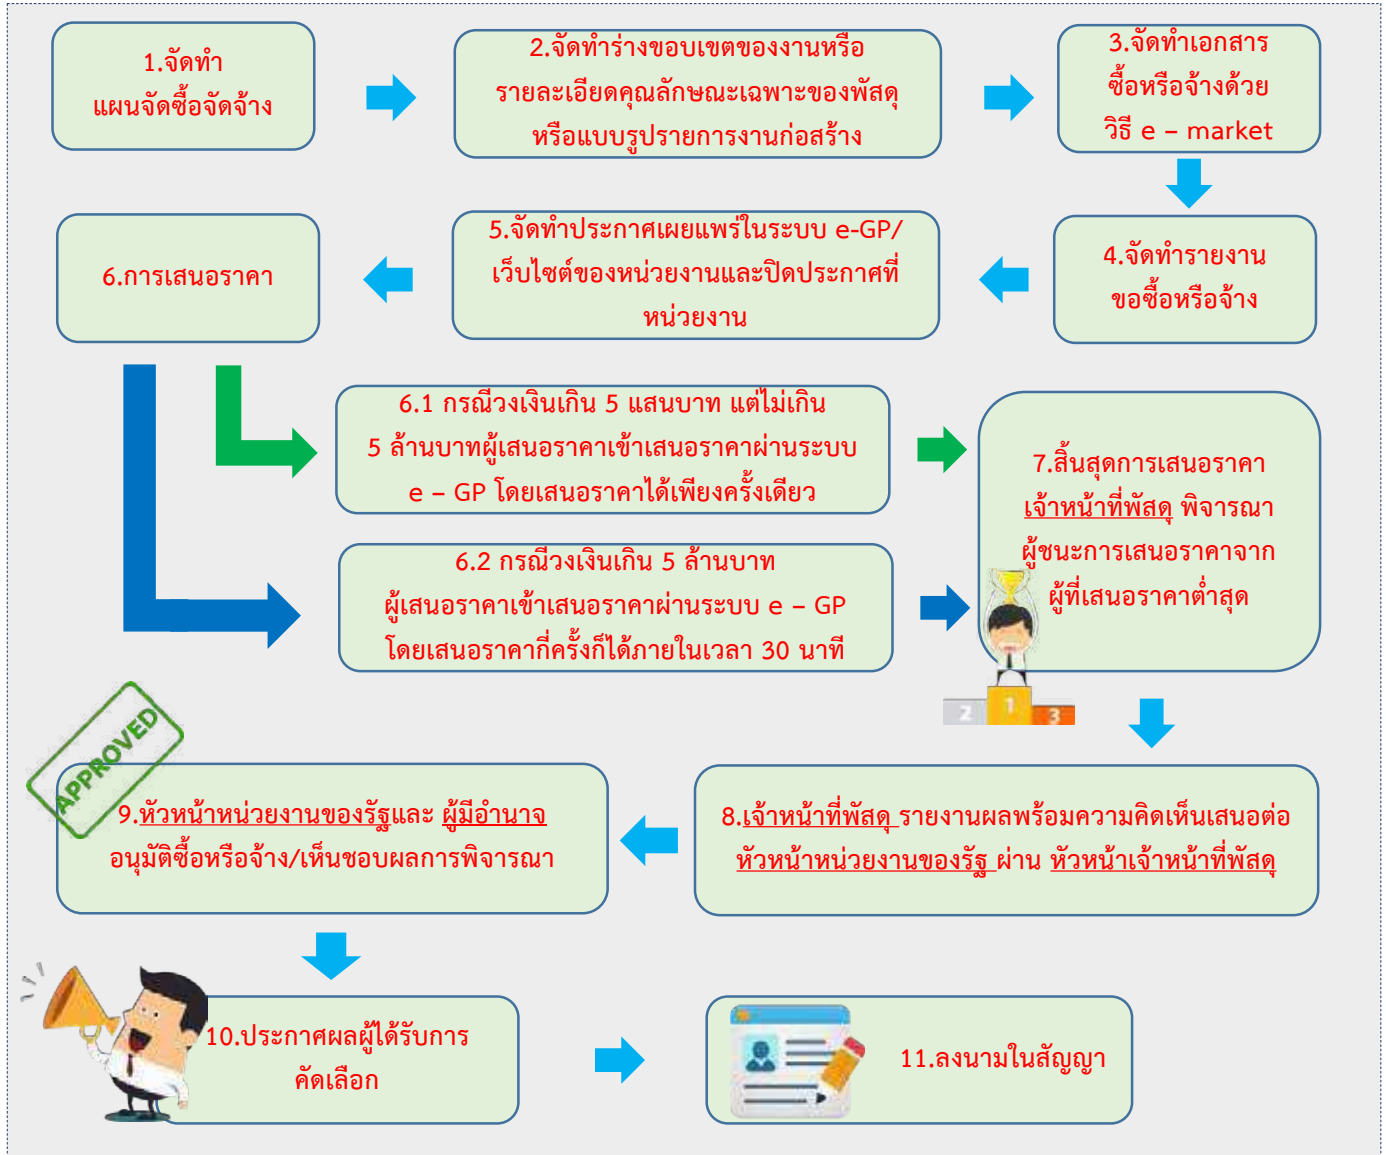 1.จัดทำ
แผนจัดซื้อจัดจ้าง
2.จัดทำร่างขอบเขตของงานหรือ
รายละเอียดคุณลักษณะเฉพาะของพัสดุ
หรือแบบรูปรายการงานก่อสร้าง
3.จัดทำเอกสาร
ซื้อหรือจ้างด้วย
วิธี e – market
4.จัดทำรายงาน
ขอซื้อหรือจ้าง
5.จัดทำประกาศเผยแพร่ในระบบ e-GP/
เว็บไซต์ของหน่วยงานและปิดประกาศที่
หน่วยงาน
6.การเสนอราคา
6.1 กรณีวงเงินเกิน 5 แสนบาท แต่ไม่เกิน
5 ล้านบาทผู้เสนอราคาเข้าเสนอราคาผ่านระบบ
e – GP โดยเสนอราคาได้เพียงครั้งเดียว
6.2 กรณีวงเงินเกิน 5 ล้านบาท
ผู้เสนอราคาเข้าเสนอราคาผ่านระบบ e – GP
โดยเสนอราคากี่ครั้งก็ได้ภายในเวลา 30 นาที
7.สิ้นสุดการเสนอราคา
เจ้าหน้าที่พัสดุ พิจารณา
ผู้ชนะการเสนอราคาจาก
ผู้ที่เสนอราคาต่ำสุด
2 1 3
8.เจ้าหน้าที่พัสดุ รายงานผลพร้อมความคิดเห็นเสนอต่อ
หัวหน้าหน่วยงานของรัฐ ผ่าน หัวหน้าเจ้าหน้าที่พัสดุ
APPROVED
9.หัวหน้าหน่วยงานของรัฐและ ผู้มีอำนาจ
อนุมัติซื้อหรือจ้าง/เห็นชอบผลการพิจารณา
10.ประกาศผลผู้ได้รับการ
คัดเลือก
11.ลงนามในสัญญา